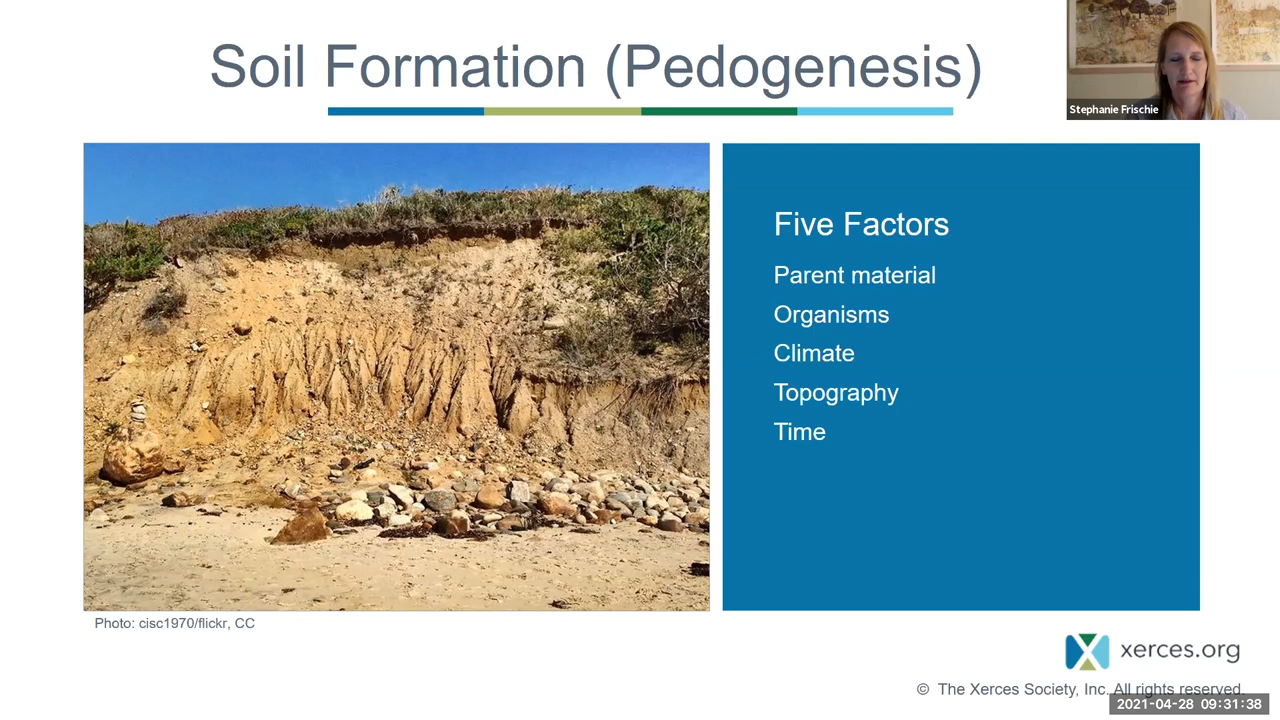 Soil Formation (Pedogenesis)
Stephanie Frischie
Five Factors
Parent material
Organisms
Climate
Topography
Time
Photo: cisc1970/flickr, CC
xerces.org
© The Xerces Society, Inc. All rights reserved.
2021-04-28 09:31:38